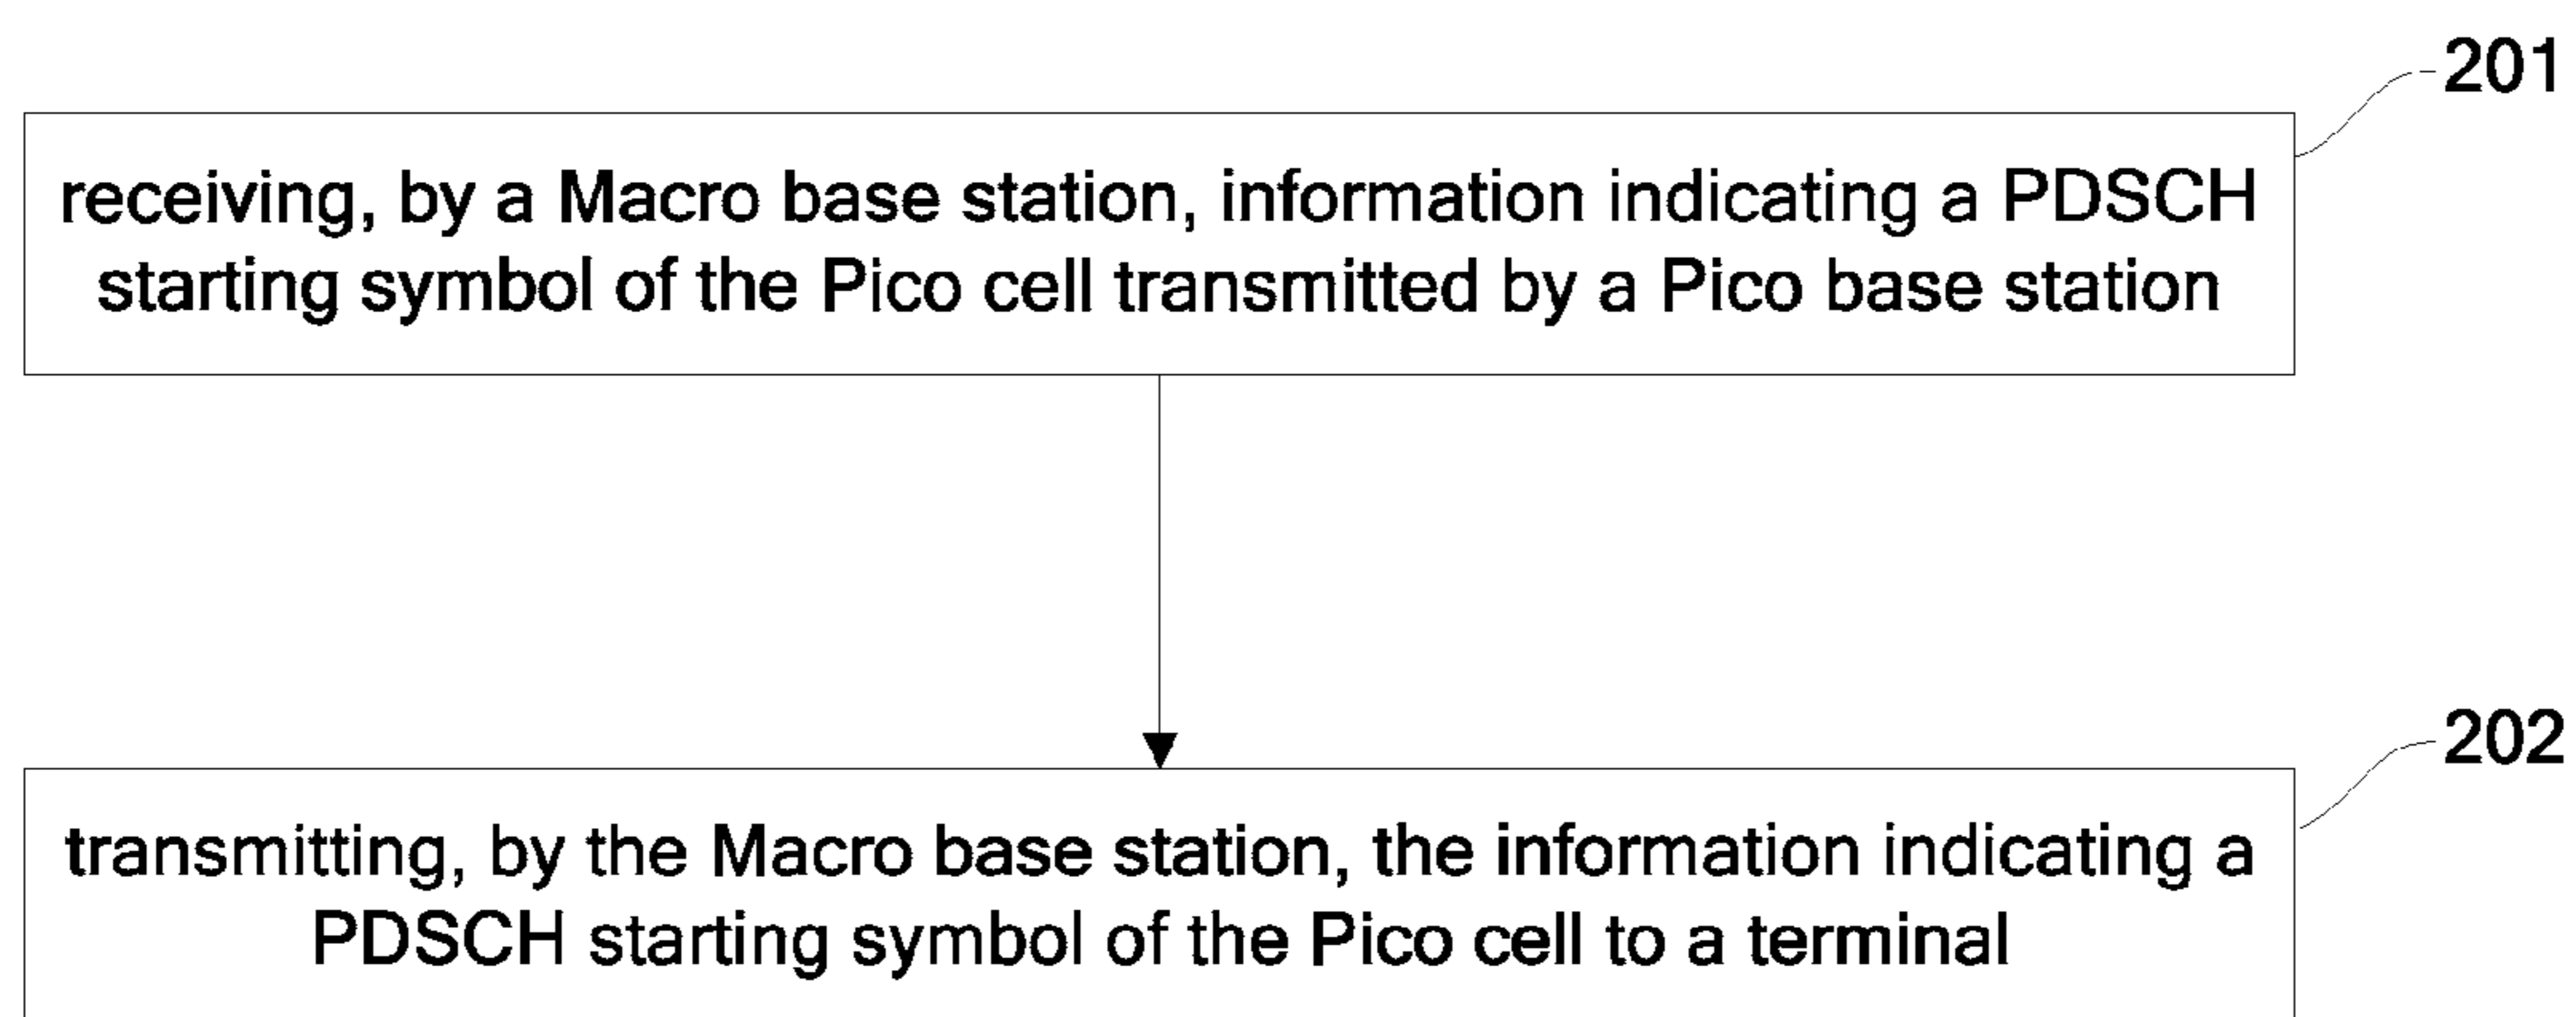 201
receiving, by a Macro base station, information indicating a PDSCH
starting symbol of the Pico cell transmitted by a Pico base station
202
transmitting, by the Macro base station, the information indicating a
PDSCH starting symbol of the Pico cell to a terminal